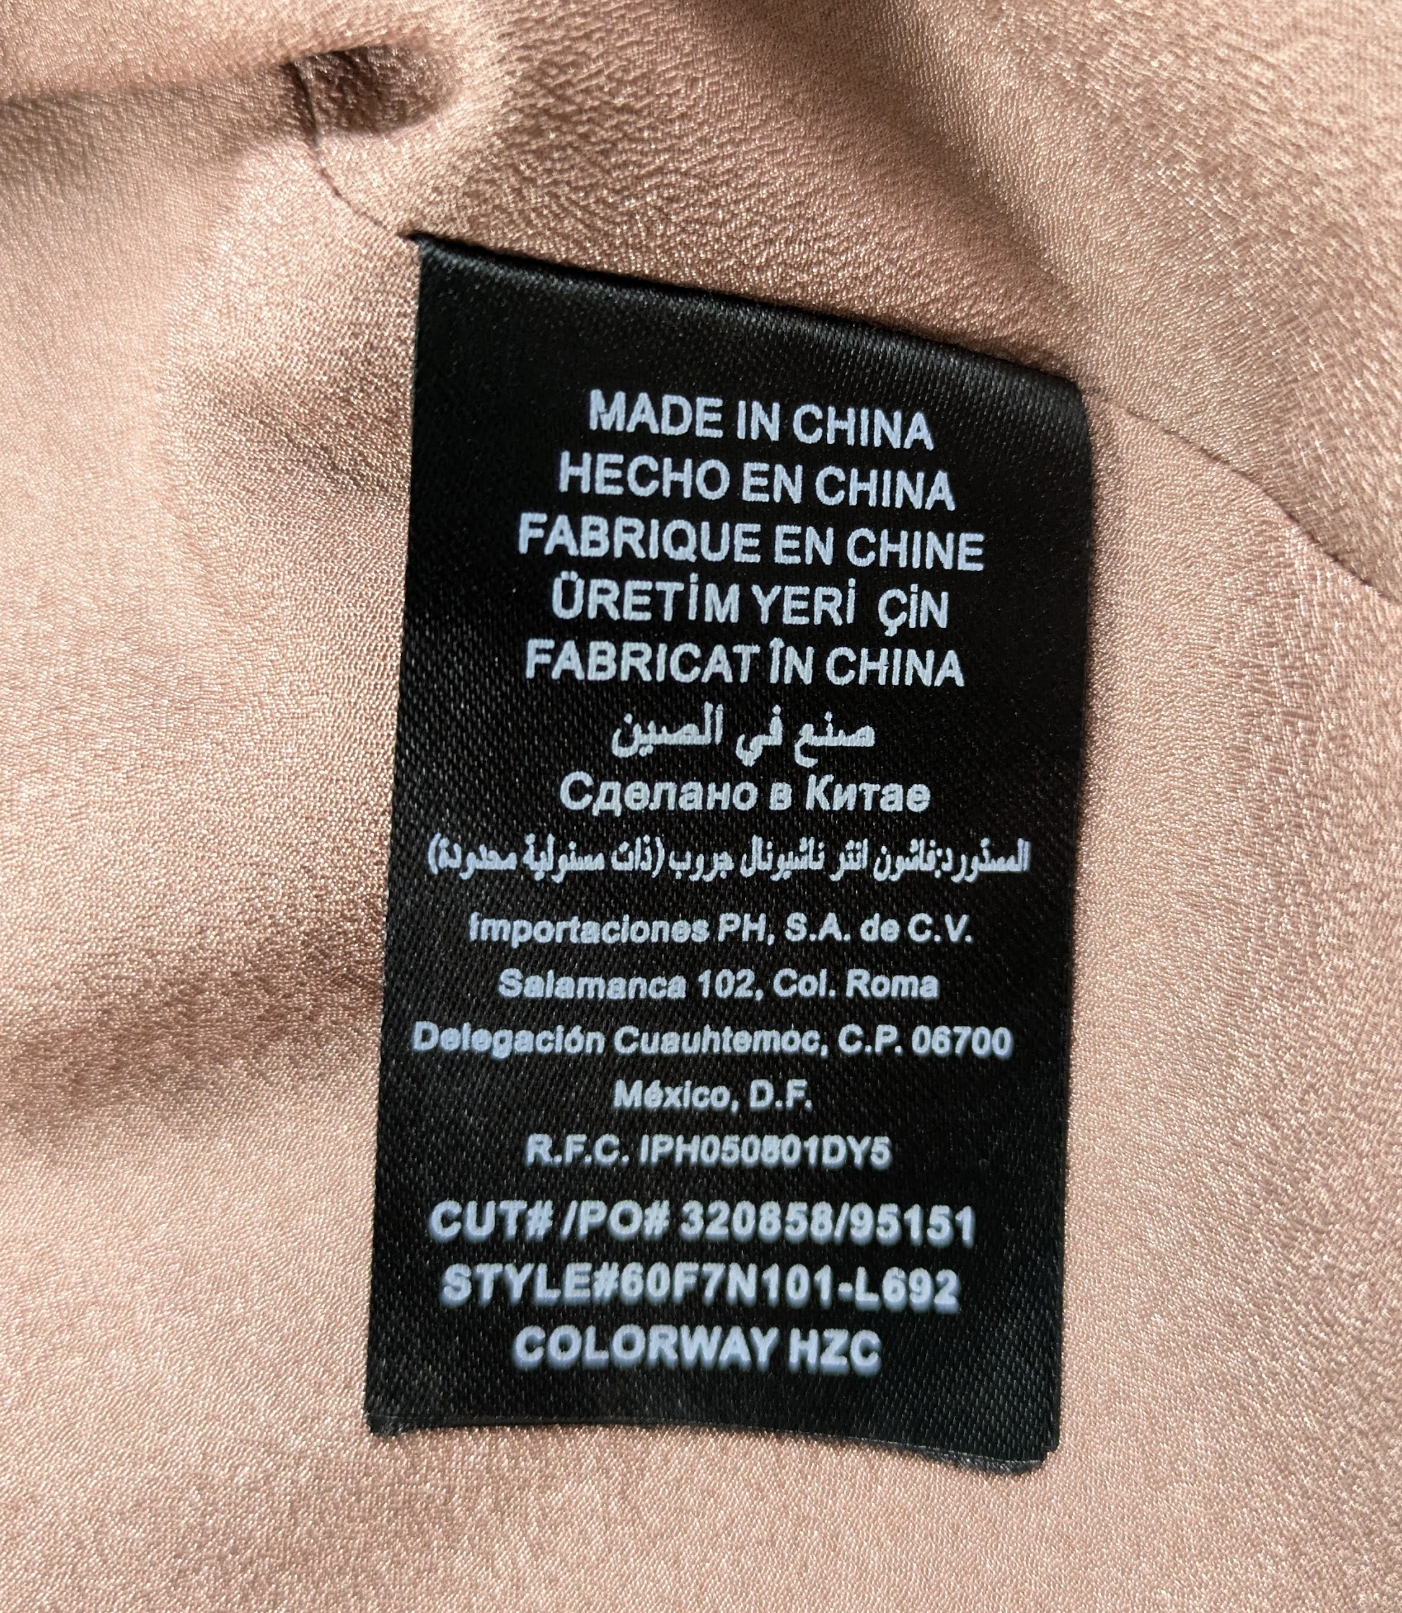 MADE IN CHINA
HECHO EN CHINA
FABRIQUE EN CHINE
ÜRETİM YERİ ÇİN
FABRICAT ÎN CHINA
صنع في الصين
Сделано в Китае
المستورد:فاشون انتر ناشيونال جروب (ذات مسئولية محدودة)
Importaciones PH, S.A. de C.V.
Salamanca 102, Col. Roma
Delegación Cuauhtemoc, C.P. 06700
México, D.F.
R.F.C. IPH050801DY5
CUT# /PO# 320858/95151
STYLE#60F7N101-L692
COLORWAY HZC